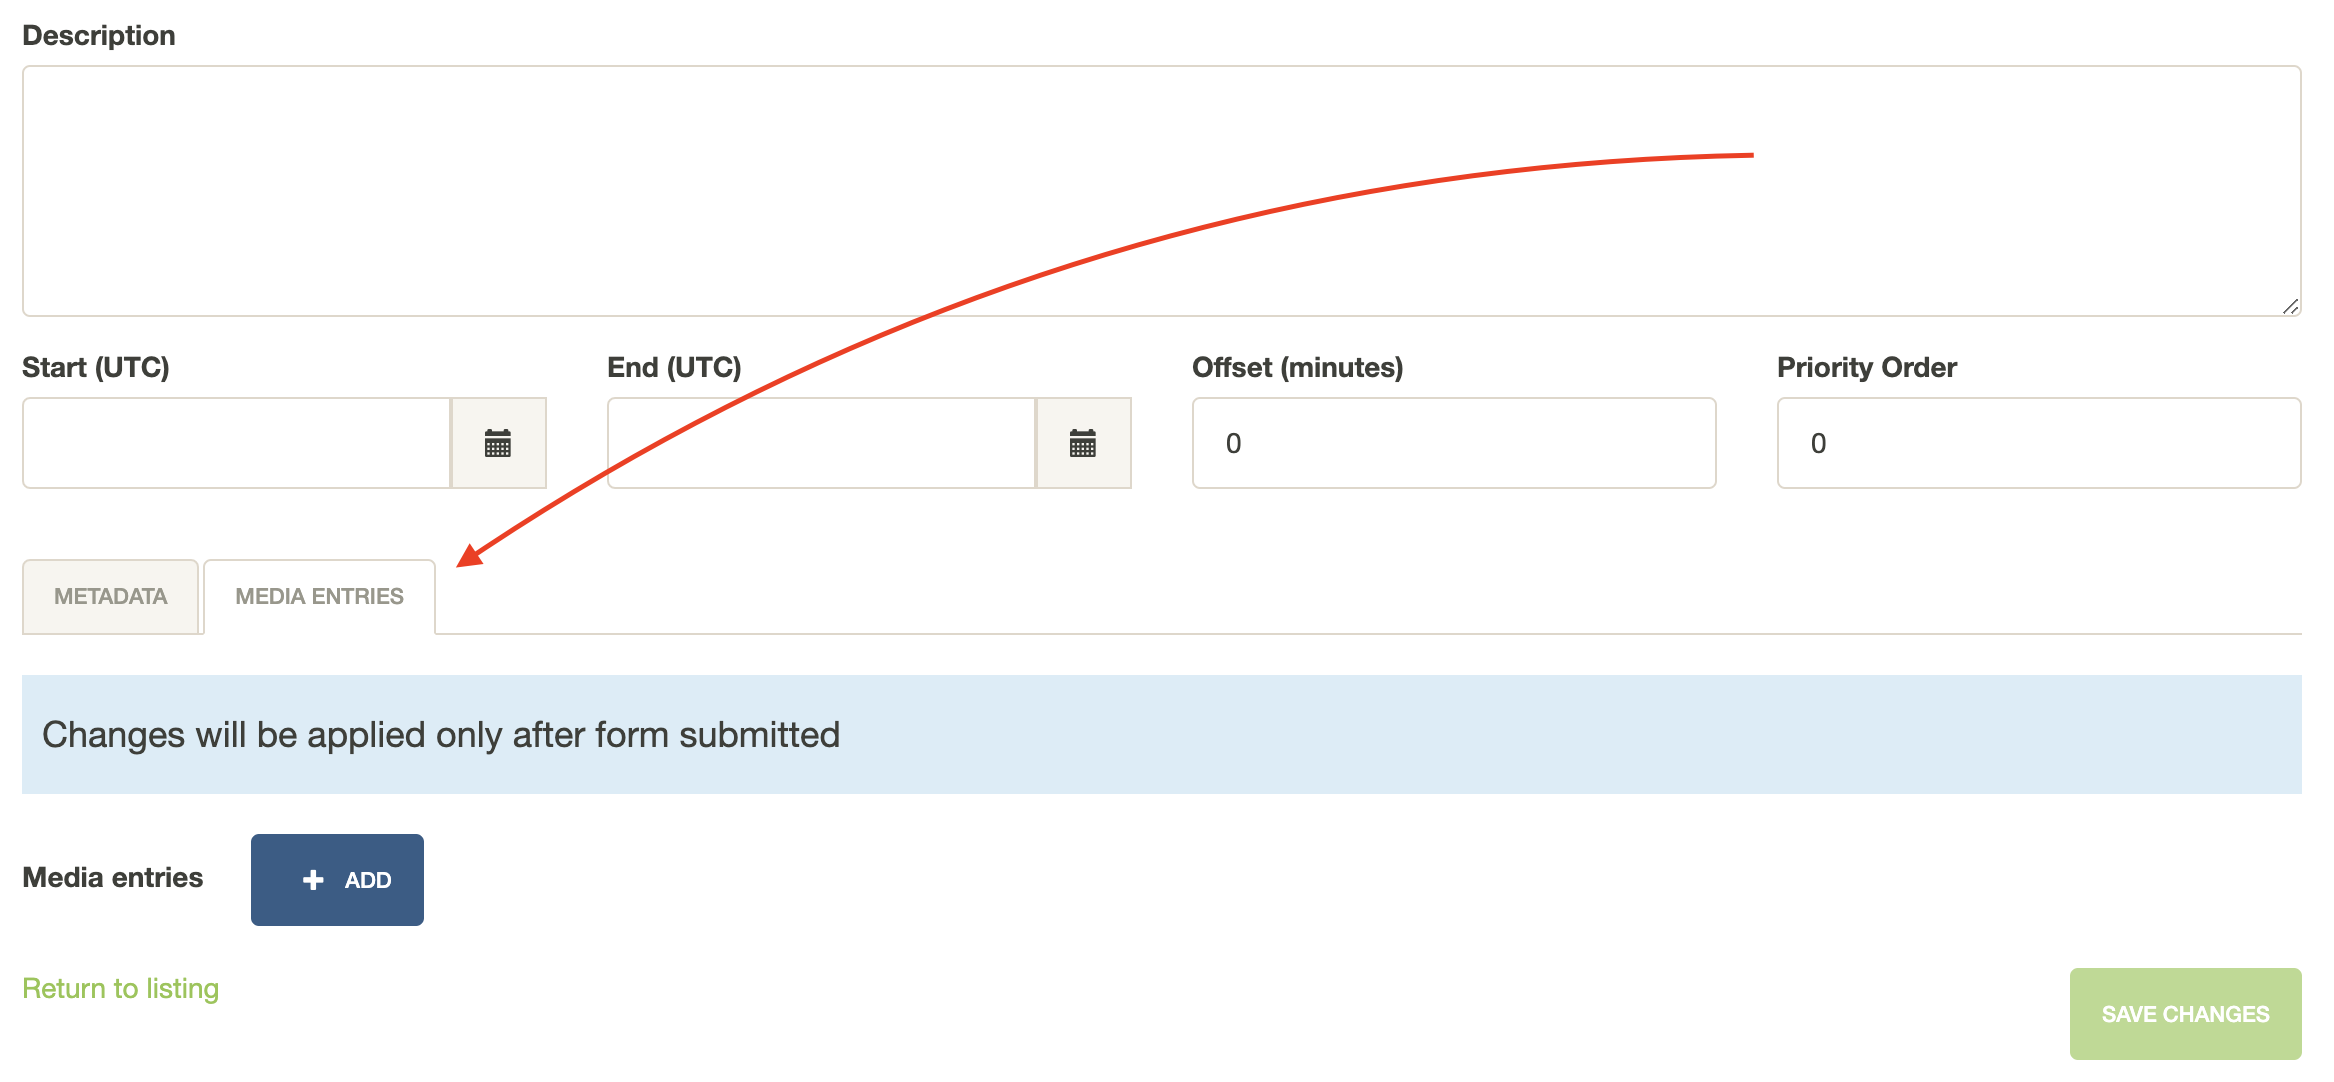 Description
Start (UTC) End (UTC) Offset (minutes) Priority Order
0 0
METADATA MEDIA ENTRIES
Changes will be applied only after form submitted
Media entries + ADD
Return to listing
SAVE CHANGES